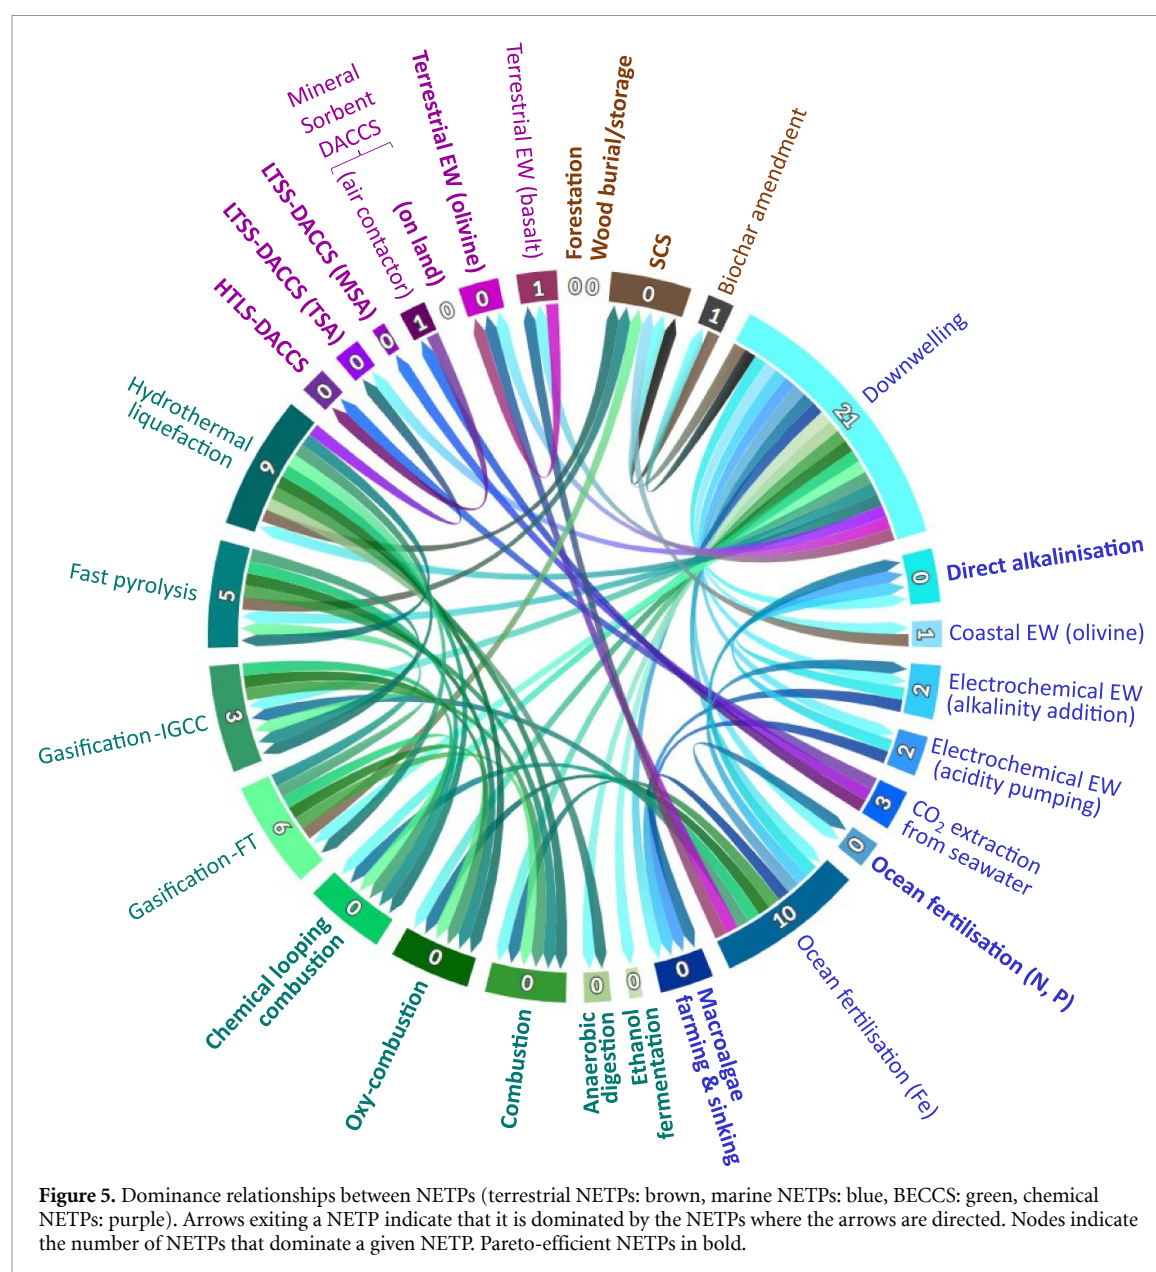 Mineral
Sorbent
DACCS
(air contactor)
(on land)
Terrestrial EW (olivine)
Terrestrial EW (basalt)
Forestation
Wood burial/storage
SCS
Biochar amendment
Downwelling
Direct alkalinisation
Coastal EW (olivine)
Electrochemical EW
(alkalinity addition)
Electrochemical EW
(acidity pumping)
CO₂ extraction
from seawater
Ocean fertilisation (N, P)
Ocean fertilisation (Fe)
Macroalgae
farming & sinking
Ethanol
fermentation
Anaerobic
digestion
Combustion
Oxy-combustion
Chemical looping
combustion
Gasification-FT
Gasification-IGCC
Fast pyrolysis
Hydrothermal
liquefaction
HTLS-DACCS
LTSS-DACCS (TSA)
LTSS-DACCS (MSA)
1
0
0
1
0
0
0
1
21
0
1
2
2
3
0
10
0
0
0
0
0
0
6
3
5
9
0
0
0
Figure 5. Dominance relationships between NETPs (terrestrial NETPs: brown, marine NETPs: blue, BECCS: green, chemical
NETPs: purple). Arrows exiting a NETP indicate that it is dominated by the NETPs where the arrows are directed. Nodes indicate
the number of NETPs that dominate a given NETP. Pareto-efficient NETPs in bold.